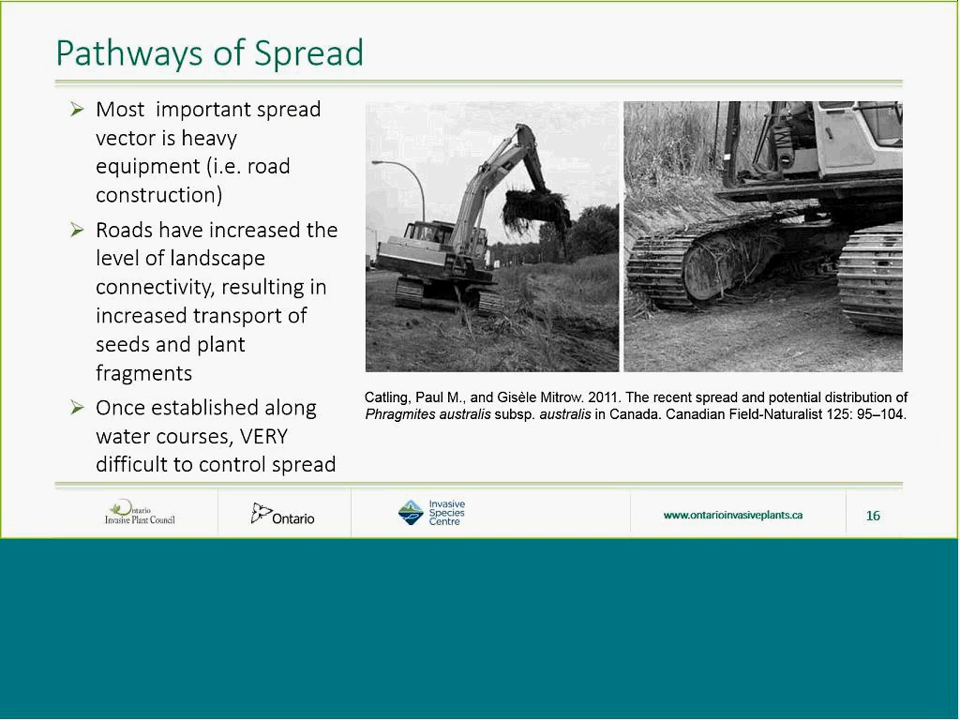 Pathways of Spread
Most important spread
vector is heavy
equipment (i.e. road
construction)
Roads have increased the
level of landscape
connectivity, resulting in
increased transport of
seeds and plant
fragments
Once established along
water courses, VERY
difficult to control spread
Catling, Paul M., and Gisèle Mitrow. 2011. The recent spread and potential distribution of
Phragmites australis subsp. australis in Canada. Canadian Field-Naturalist 125: 95–104.
Ontario
Invasive Plant Council
Ontario
Invasive
Species
Centre
www.ontarioinvasiveplants.ca
16